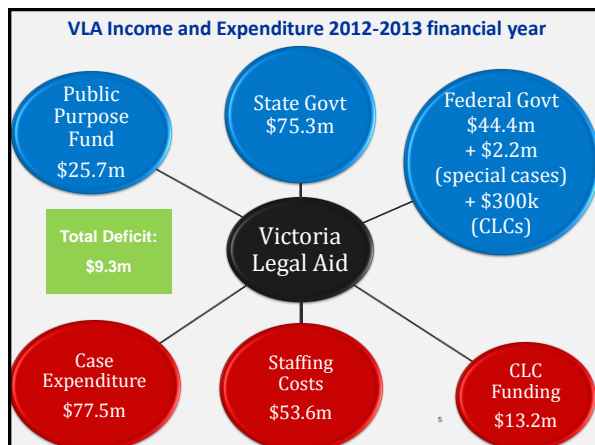 VLA Income and Expenditure 2012-2013 financial year
Public
Purpose
Fund
$25.7m
State Govt
$75.3m
Federal Govt
$44.4m
+ $2.2m
(special cases)
+ $300k
(CLCs)
Total Deficit:
$9.3m
Victoria
Legal Aid
Case
Expenditure
$77.5m
Staffing
Costs
$53.6m
CLC
Funding
$13.2m
5